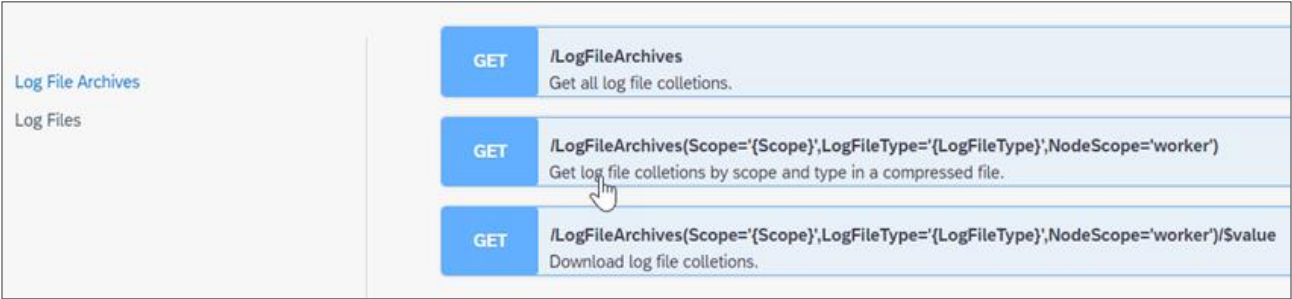 Log File Archives
Log Files
GET
/LogFileArchives
Get all log file colletions.
GET
/LogFileArchives(Scope='{Scope}',LogFileType='{LogFileType}',NodeScope='worker')
Get log file colletions by scope and type in a compressed file.
GET
/LogFileArchives(Scope='{Scope}',LogFileType='{LogFileType}',NodeScope='worker')/$value
Download log file colletions.